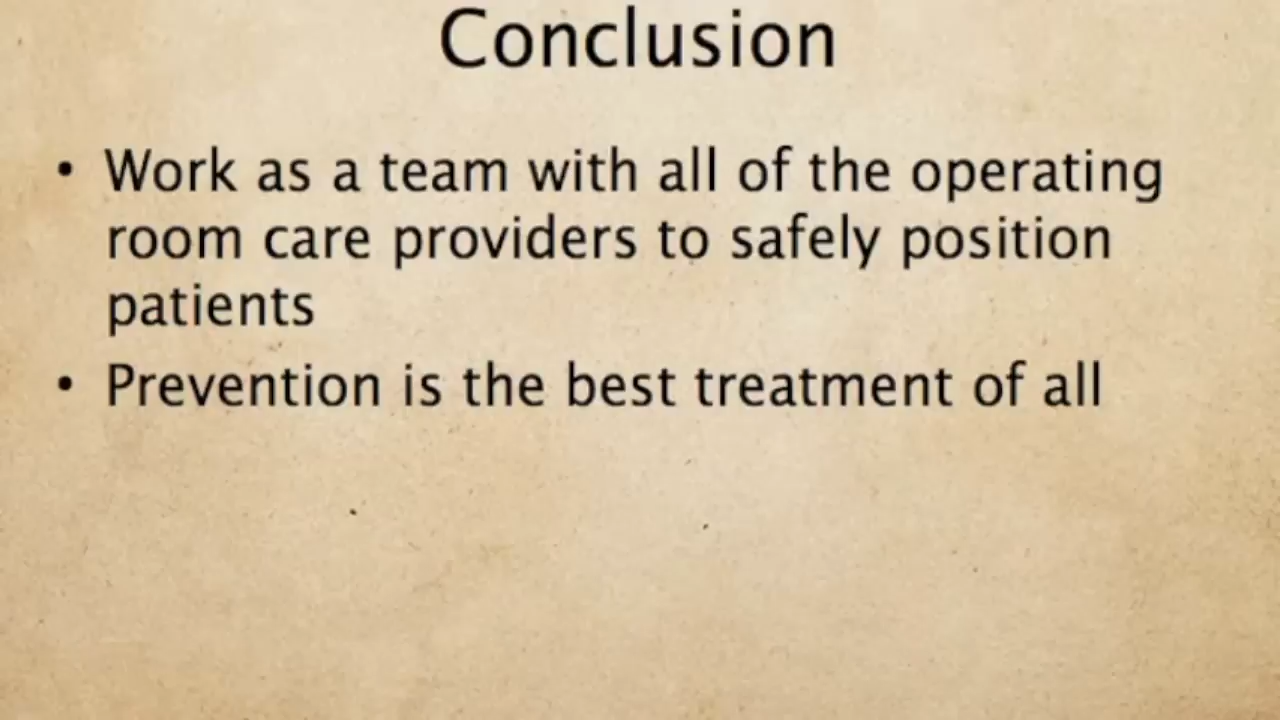 Conclusion
• Work as a team with all of the operating
room care providers to safely position
patients
• Prevention is the best treatment of all